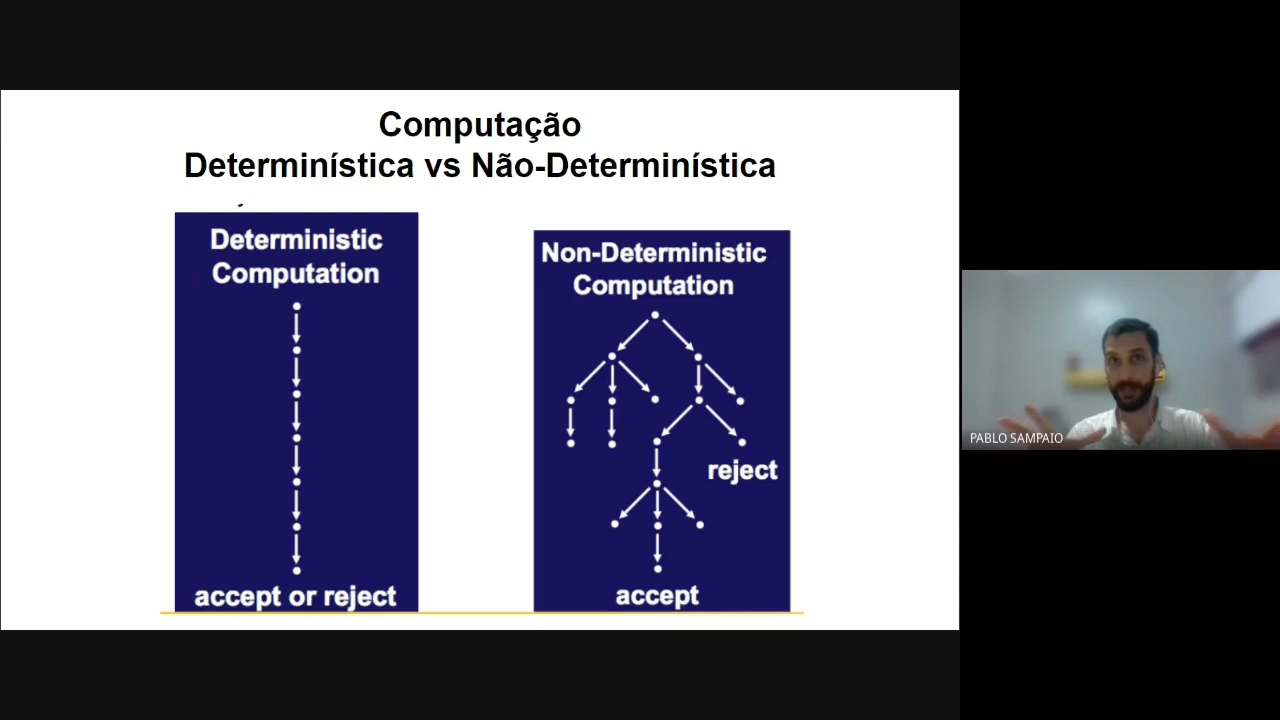 Computação
Determinística vs Não-Determinística
Deterministic
Computation
accept or reject
Non-Deterministic
Computation
reject
accept
PABLO SAMPAIO